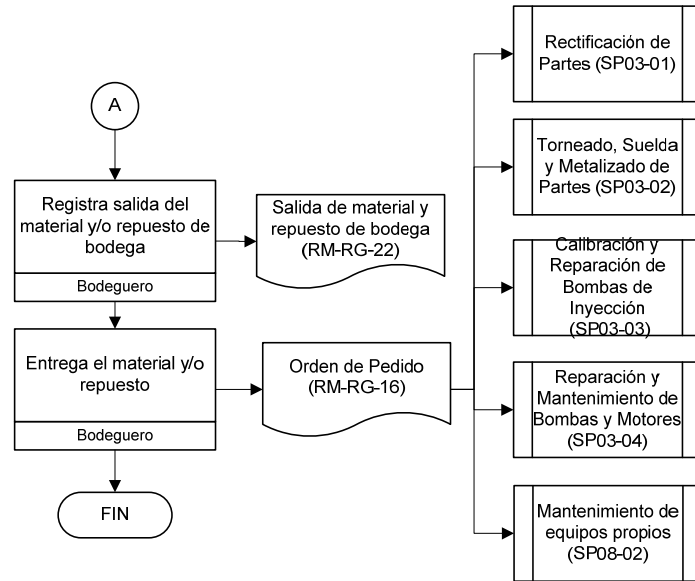 A
Registra salida del
material y/o repuesto de
bodega
Bodeguero
Salida de material y
repuesto de bodega
(RM-RG-22)
Entrega el material y/o
repuesto
Bodeguero
Orden de Pedido
(RM-RG-16)
FIN
Rectificación de
Partes (SP03-01)
Torneado, Suelda
y Metalizado de
Partes (SP03-02)
Calibración y
Reparación de
Bombas de
Inyección
(SP03-03)
Reparación y
Mantenimiento de
Bombas y Motores
(SP03-04)
Mantenimiento de
equipos propios
(SP08-02)